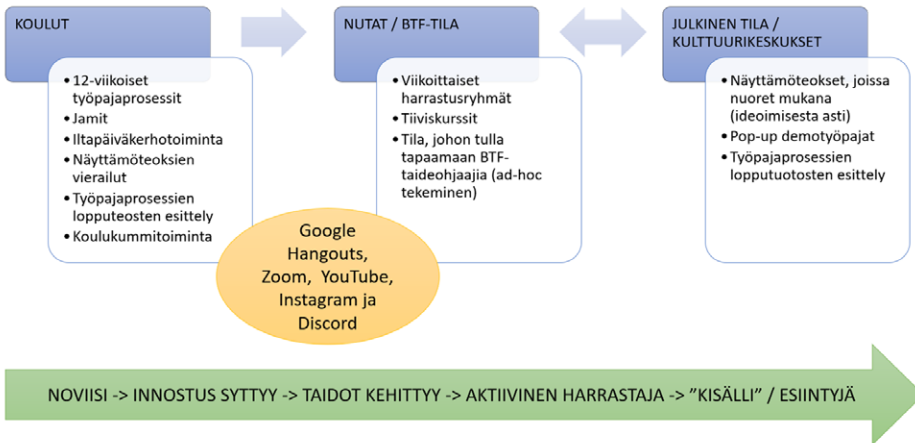 KOULUT
• 12-viikoiset
työpajaprosessit
• Jamit
• Iltapäiväkerhotoiminta
• Näyttämöteoksien
vierailut
• Työpajaprosessien
lopputeosten esittely
• Koulukummitoiminta
NUTAT / BTF-TILA
• Viikoittaiset
harrastusryhmät
• Tiiviskurssit
• Tila, johon tulla
tapaamaan BTF-
taideohjaajia (ad-hoc
tekeminen)
JULKINEN TILA /
KULTTUURIKESKUKSET
• Näyttämöteokset, joissa
nuoret mukana
(ideoimisesta asti)
• Pop-up demotyöpajat
• Työpajaprosessien
lopputuotosten esittely
Google
Hangouts,
Zoom, YouTube,
Instagram ja
Discord
NOVIISI -> INNOSTUS SYTTYY -> TAIDOT KEHITTYY -> AKTIIVINEN HARRASTAJA -> ”KISÄLLI” / ESIINTYJÄ